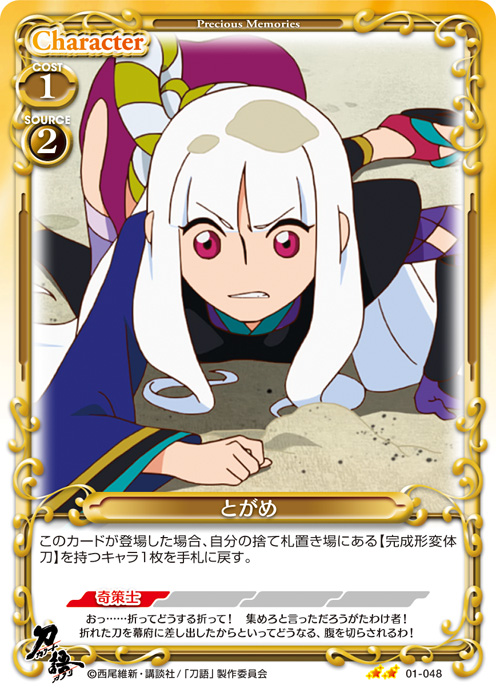 Precious Memories
Character
COST
1
SOURCE
2
とがめ
このカードが登場した場合、自分の捨て札置き場にある【完成形変体
刀】を持つキャラ1枚を手札に戻す。
奇策士
おっ……折ってどうする折って！　集めろと言っただろうがたわけ者！
折れた刀を幕府に差し出したからといってどうなる、腹を切らされるわ！
刀語
カタナガタリ
©西尾維新・講談社／「刀語」製作委員会
01-048